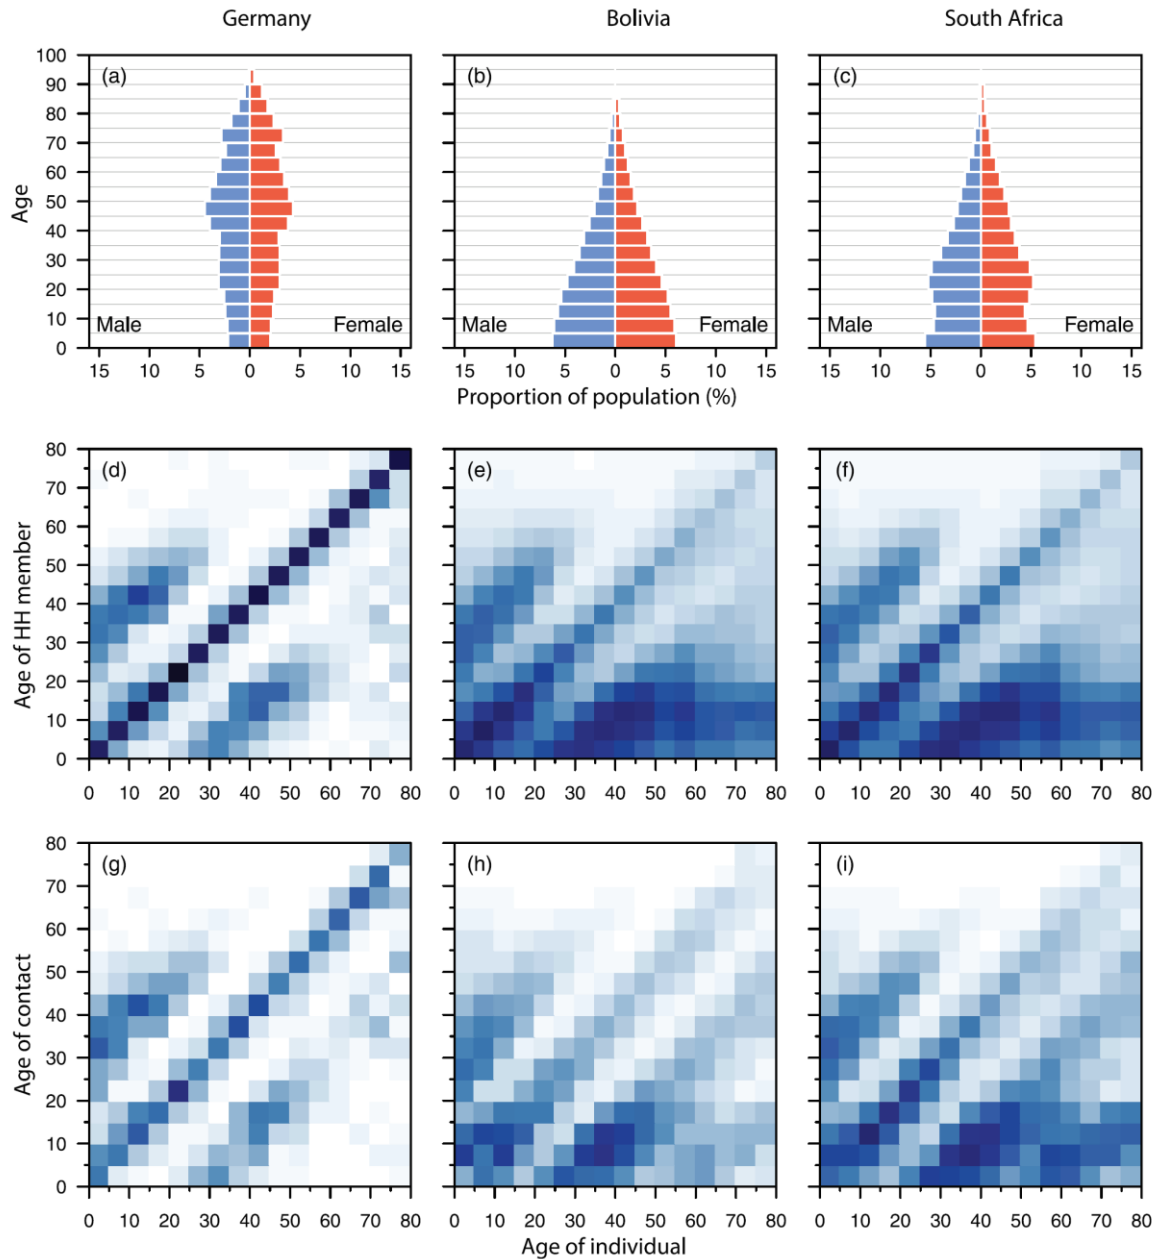 Germany Bolivia South Africa
(a) (b) (c)
100
90
80
70
60
50
40
30
20
10
0
Age
Male Female Male Female Male Female
15 10 5 0 5 10 15 15 10 5 0 5 10 15 15 10 5 0 5 10 15
Proportion of population (%)
(d) (e) (f)
80
70
60
50
40
30
20
10
0
Age of HH member
0 10 20 30 40 50 60 70 80 0 10 20 30 40 50 60 70 80 0 10 20 30 40 50 60 70 80
(g) (h) (i)
80
70
60
50
40
30
20
10
0
Age of contact
0 10 20 30 40 50 60 70 80 0 10 20 30 40 50 60 70 80 0 10 20 30 40 50 60 70 80
Age of individual